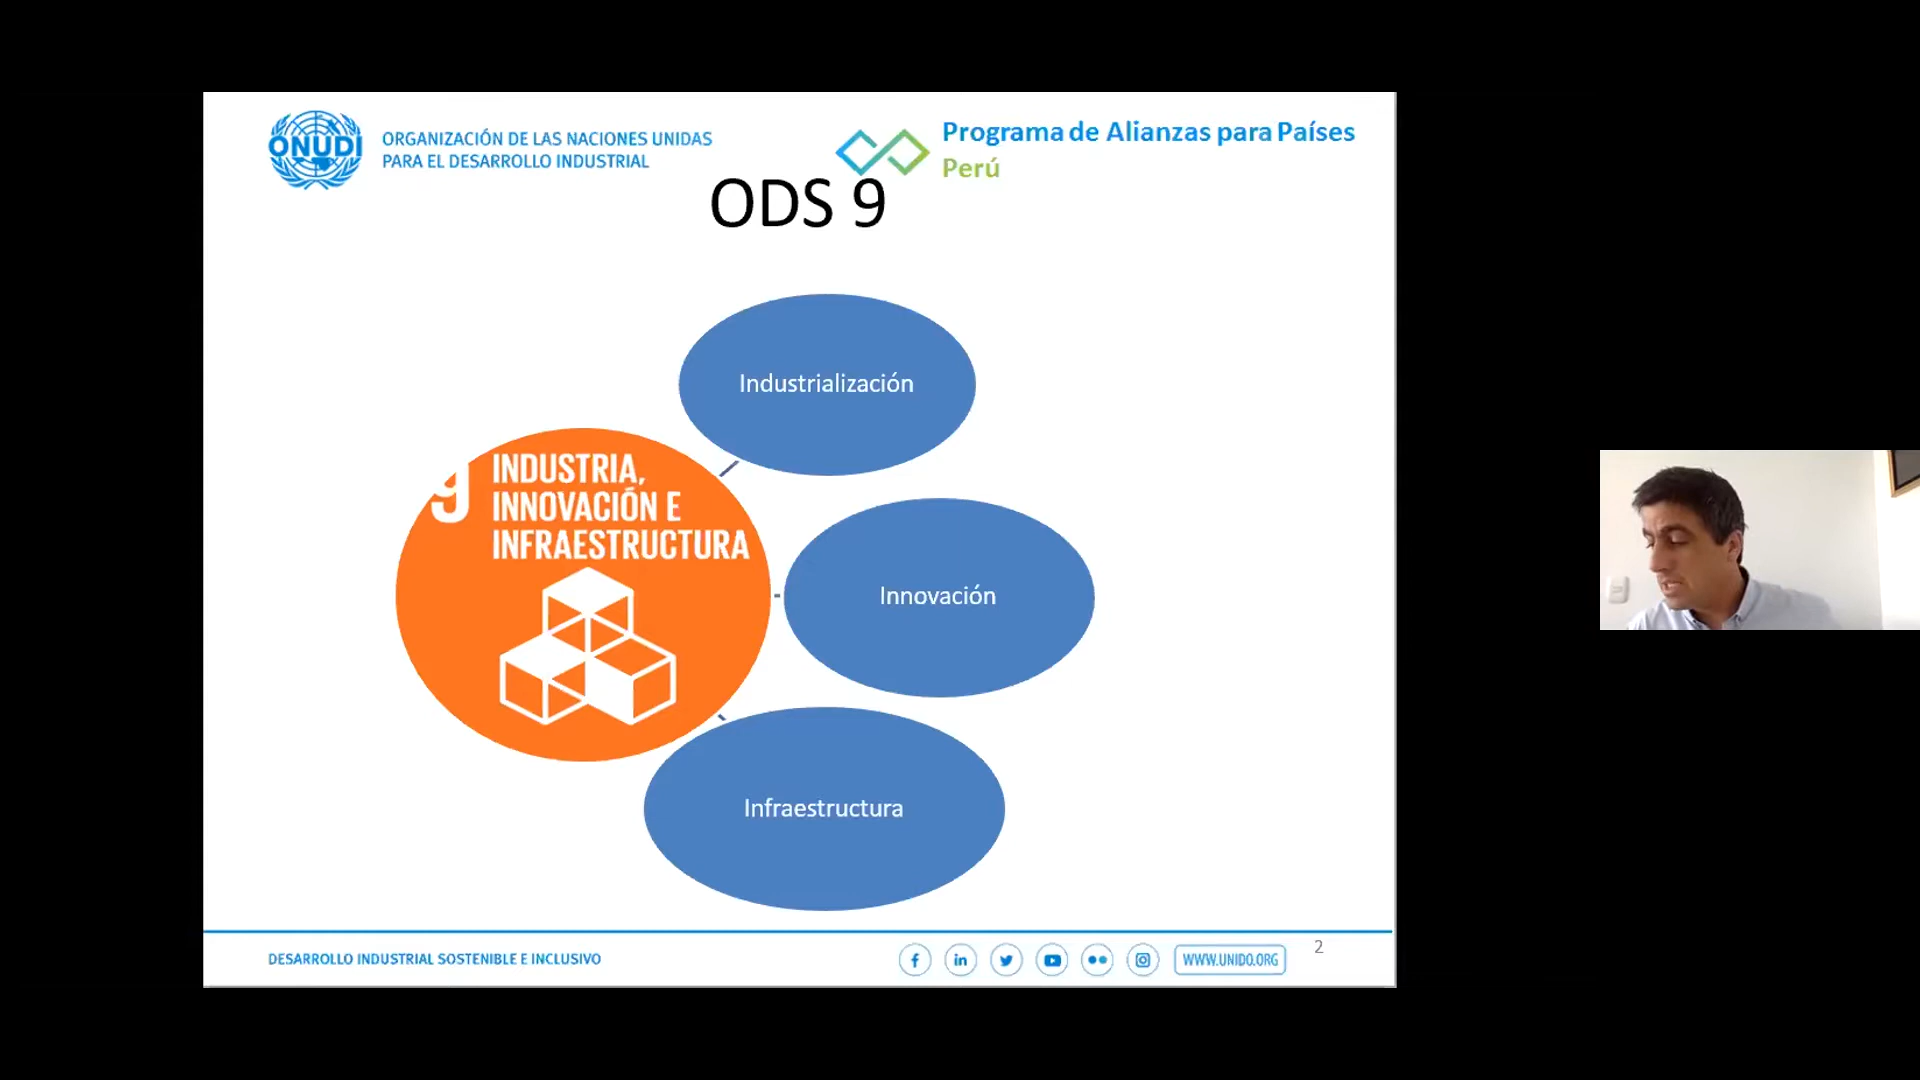 ONUDI
ORGANIZACIÓN DE LAS NACIONES UNIDAS
PARA EL DESARROLLO INDUSTRIAL
Programa de Alianzas para Países
Perú
ODS 9
Industrialización
9 INDUSTRIA,
INNOVACIÓN E
INFRAESTRUCTURA
Innovación
Infraestructura
DESARROLLO INDUSTRIAL SOSTENIBLE E INCLUSIVO
WWW.UNIDO.ORG
2